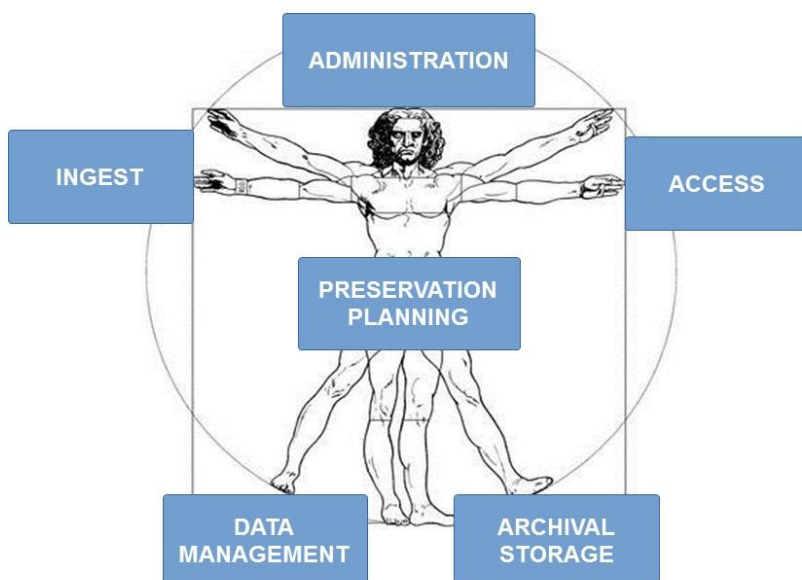 ADMINISTRATION
INGEST
ACCESS
PRESERVATION
PLANNING
DATA
MANAGEMENT
ARCHIVAL
STORAGE